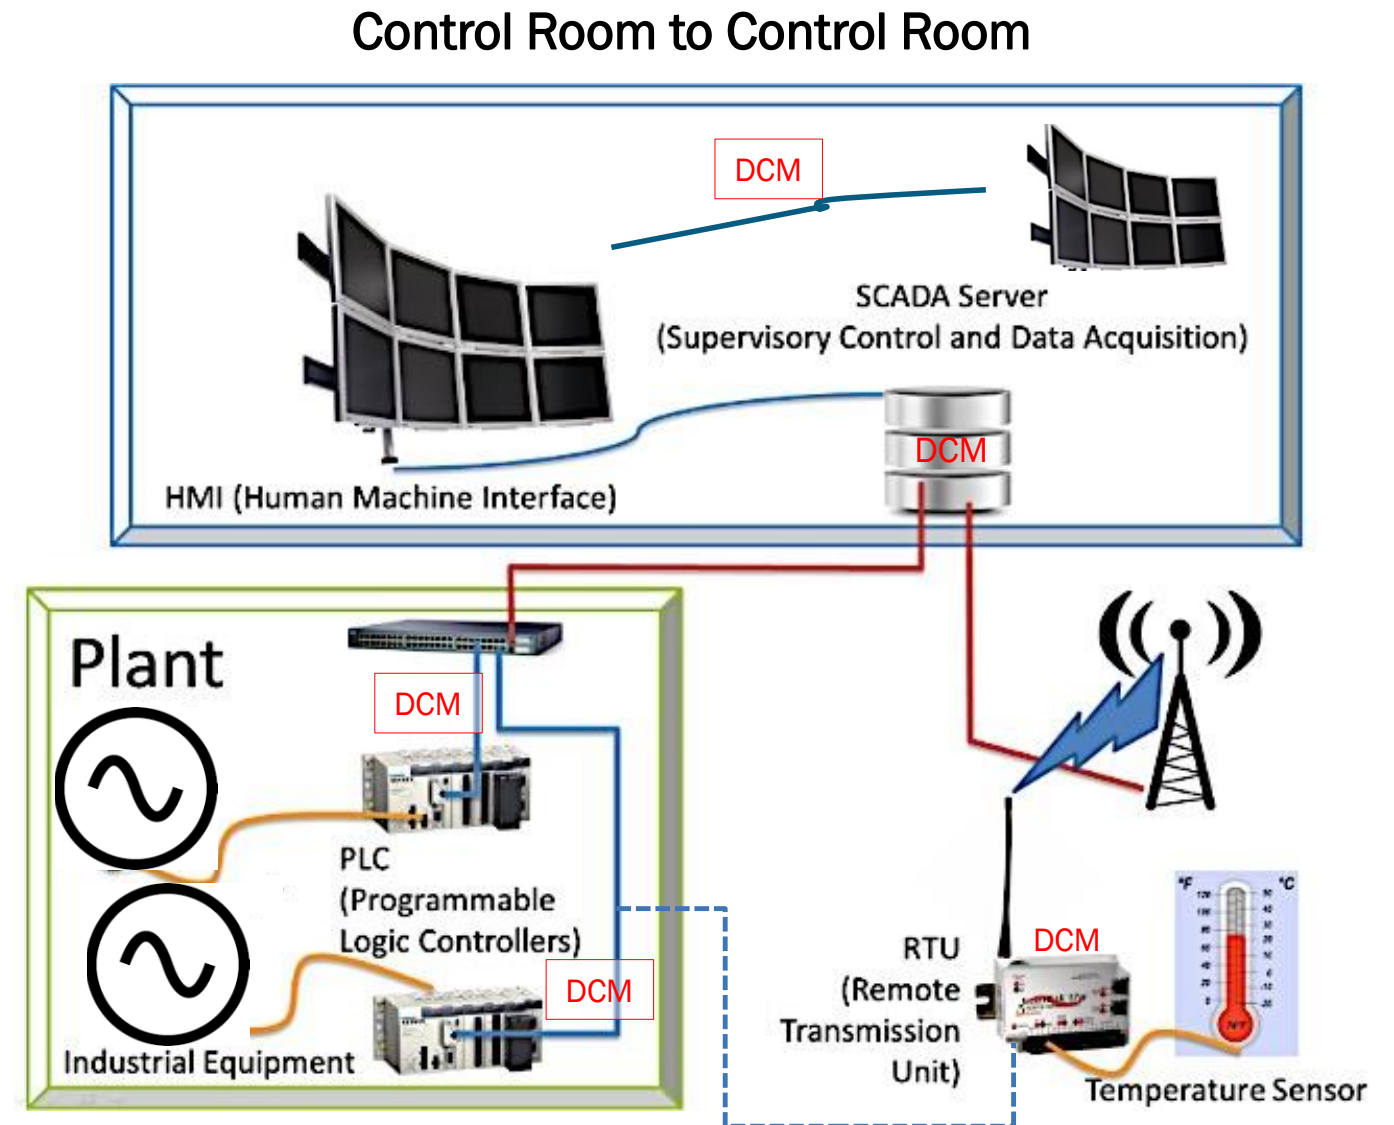 Control Room to Control Room
DCM
SCADA Server
(Supervisory Control and Data Acquisition)
DCM
HMI (Human Machine Interface)
Plant
DCM
PLC
(Programmable
Logic Controllers)
DCM
Industrial Equipment
RTU
(Remote
Transmission
Unit)
DCM
°F
°C
Temperature Sensor